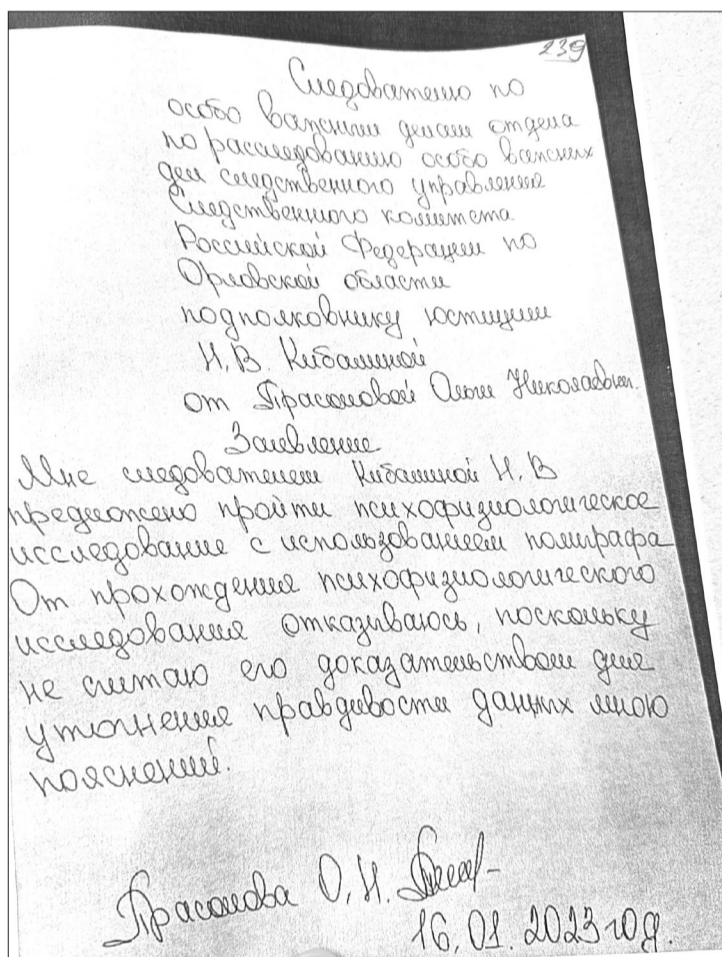 239
Следователю по
особо важным делам отдела
по расследованию особо важных
дел следственного управления
Следственного комитета
Российской Федерации по
Орловской области
подполковнику юстиции
Н.В. Кибалиной
от Прасоловой Ольги Николаевны.
Заявление
Мне следователем Кибалиной Н.В
предложено пройти психофизиологическое
исследование с использованием полиграфа
От прохождения психофизиологического
исследования отказываюсь, поскольку
не считаю его доказательством для
уточнения правдивости данных мною
пояснений.
Прасолова О.Н.
16.01.2023 год.